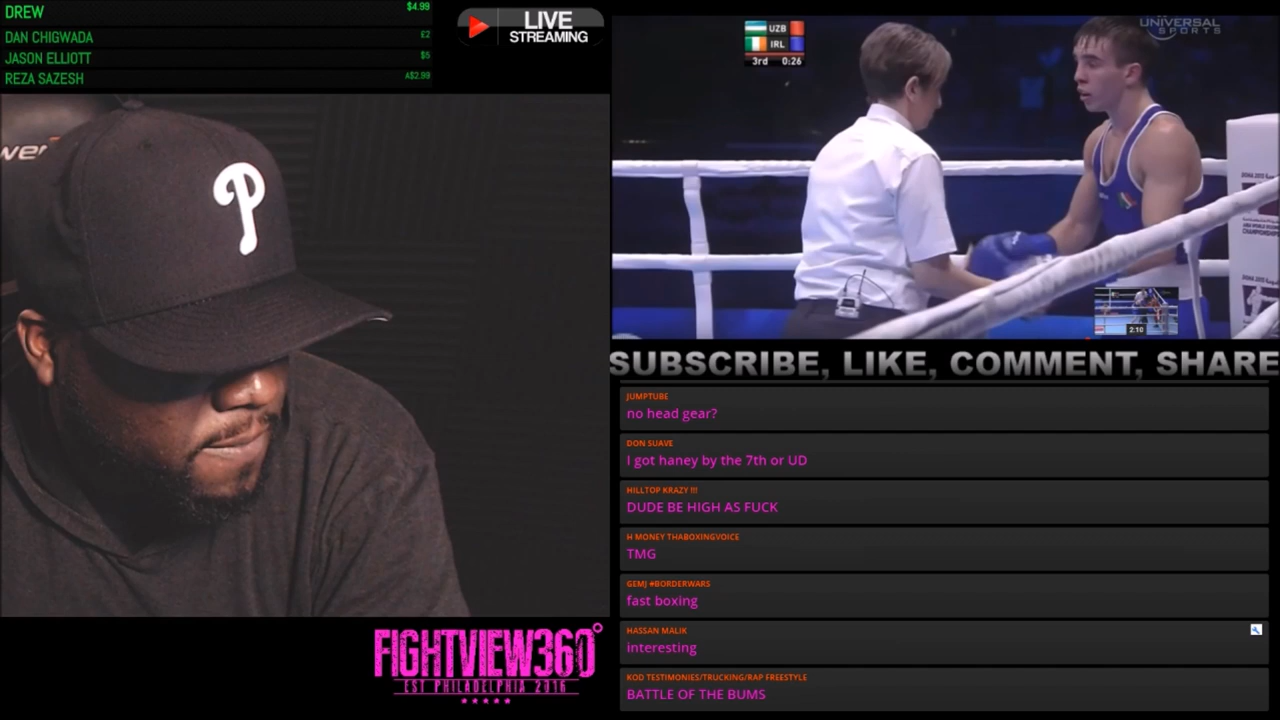 DREW $4.99
DAN CHIGWADA £2
JASON ELLIOTT $5
REZA SAZESH A$2.99
LIVE
STREAMING
UZB
IRL
3rd 0:26
UNIVERSAL
SPORTS
P
2:10
SUBSCRIBE, LIKE, COMMENT, SHARE
JUMPTUBE
no head gear?
DON SUAVE
I got haney by the 7th or UD
HILLTOP KRAZY !!!
DUDE BE HIGH AS FUCK
H MONEY THABOXINGVOICE
TMG
GEMJ #BORDERWARS
fast boxing
HASSAN MALIK
interesting
KOD TESTIMONIES/TRUCKING/RAP FREESTYLE
BATTLE OF THE BUMS
FIGHTVIEW360°
EST PHILADELPHIA 2016